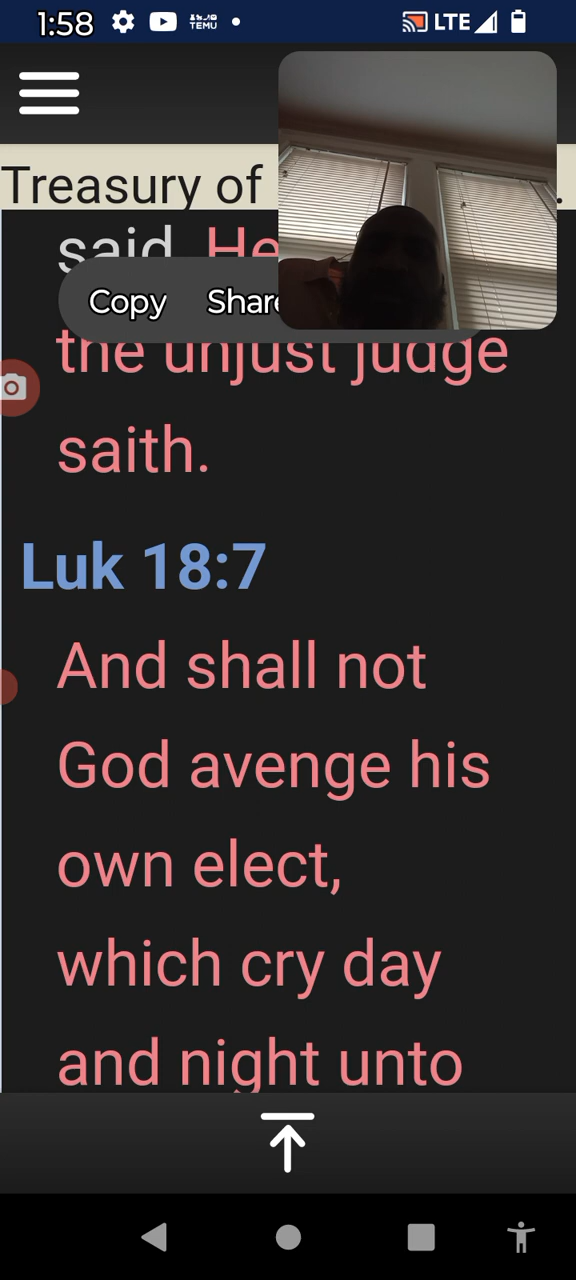 1:58 TEMU LTE
Treasury of .
said, He
Copy Share
the unjust judge
saith.
Luk 18:7
And shall not
God avenge his
own elect,
which cry day
and night unto